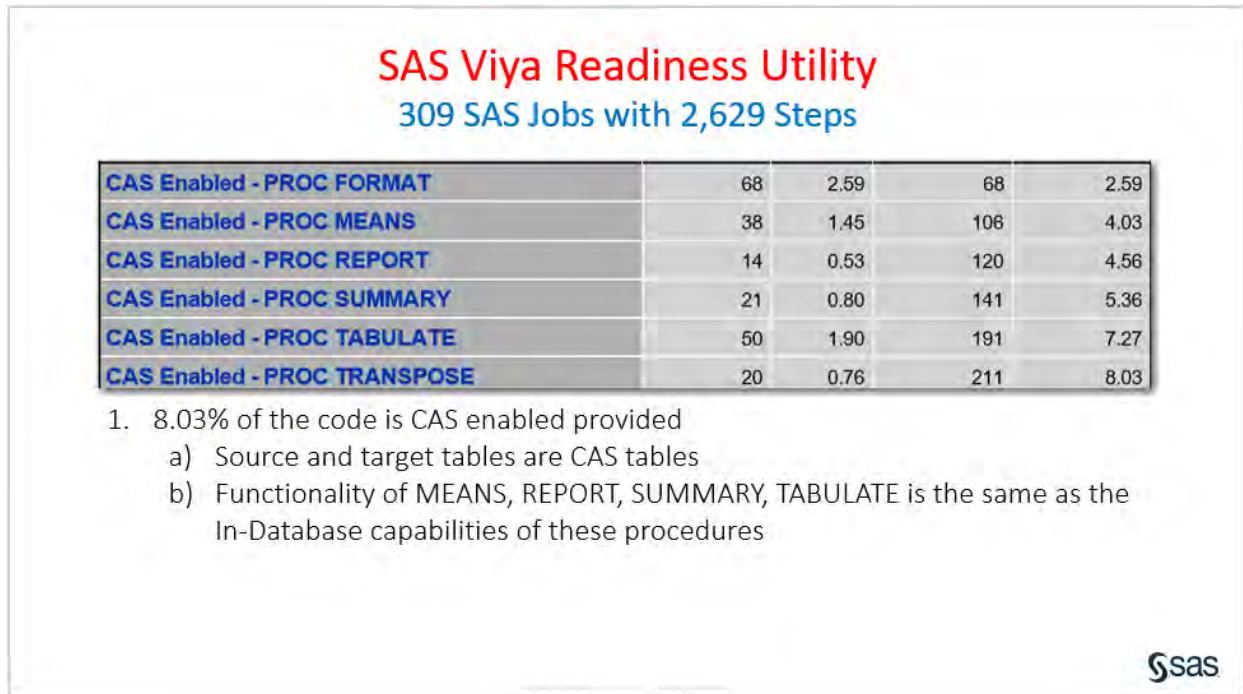 SAS Viya Readiness Utility
309 SAS Jobs with 2,629 Steps
CAS Enabled - PROC FORMAT 68 2.59 68 2.59
CAS Enabled - PROC MEANS 38 1.45 106 4.03
CAS Enabled - PROC REPORT 14 0.53 120 4.56
CAS Enabled - PROC SUMMARY 21 0.80 141 5.36
CAS Enabled - PROC TABULATE 50 1.90 191 7.27
CAS Enabled - PROC TRANSPOSE 20 0.76 211 8.03
1. 8.03% of the code is CAS enabled provided
a) Source and target tables are CAS tables
b) Functionality of MEANS, REPORT, SUMMARY, TABULATE is the same as the
In-Database capabilities of these procedures
sas